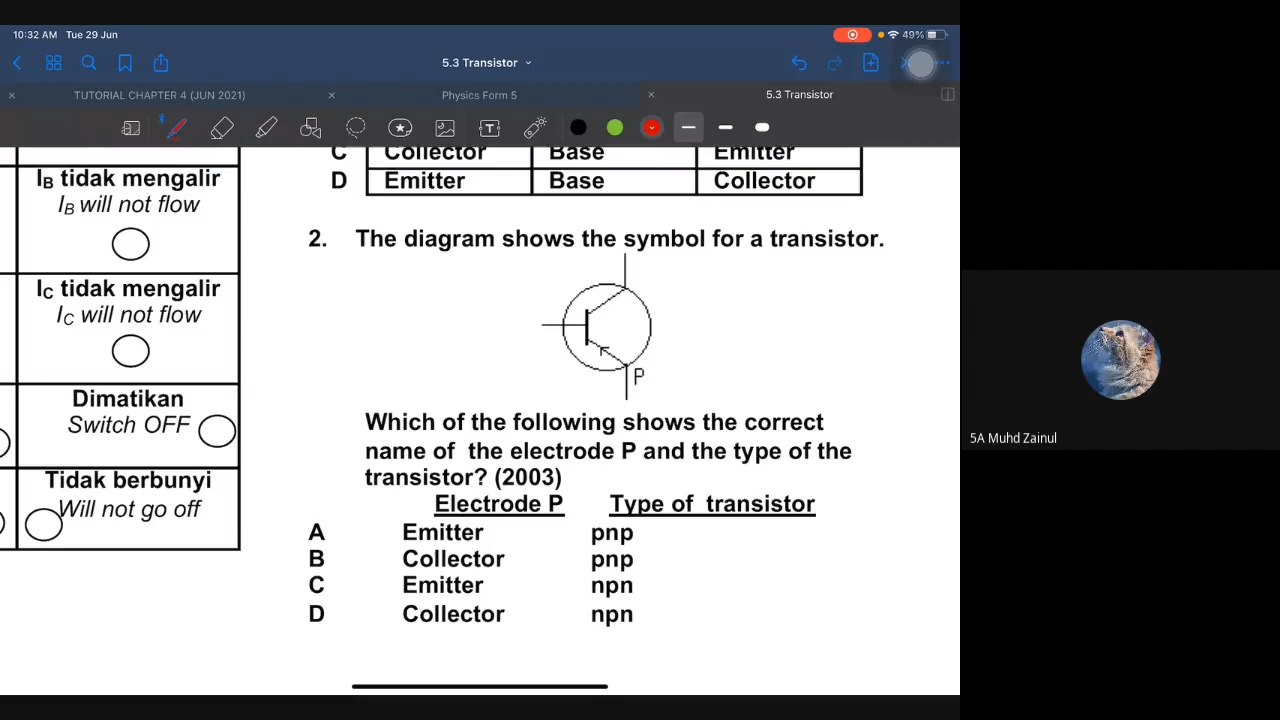 10:32 AM Tue 29 Jun
49%
5.3 Transistor
TUTORIAL CHAPTER 4 (JUN 2021)
Physics Form 5
5.3 Transistor
C Collector Base Emitter
D Emitter Base Collector
IB tidak mengalir
IB will not flow
IC tidak mengalir
IC will not flow
Dimatikan
Switch OFF
Tidak berbunyi
Will not go off
2. The diagram shows the symbol for a transistor.
P
Which of the following shows the correct
name of the electrode P and the type of the
transistor? (2003)
Electrode P Type of transistor
A Emitter pnp
B Collector pnp
C Emitter npn
D Collector npn
5A Muhd Zainul